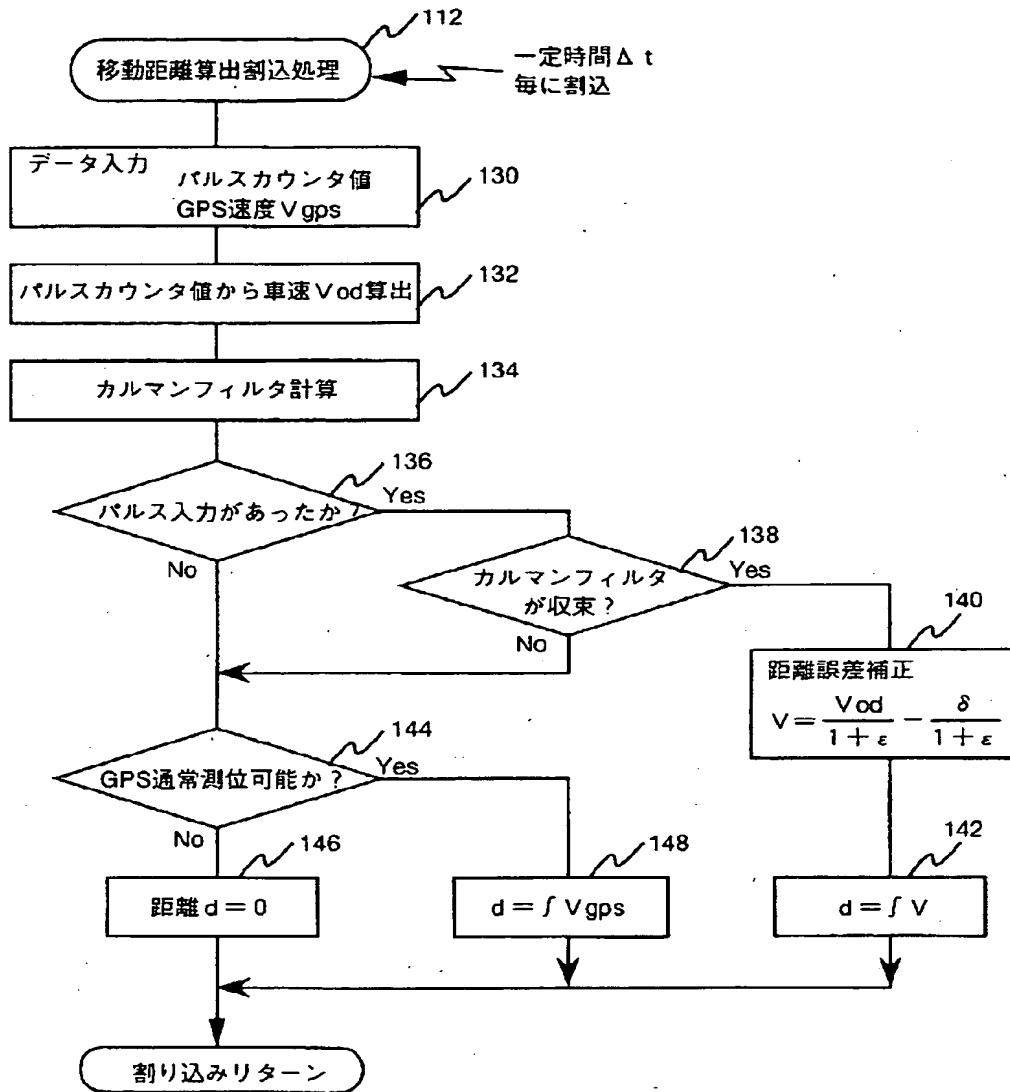 112
移動距離算出割込処理
一定時間Δt
毎に割込
データ入力
パルスカウンタ値
GPS速度Vgps
130
パルスカウンタ値から車速Vod算出
132
カルマンフィルタ計算
134
136
パルス入力があったか?
Yes
No
138
カルマンフィルタ
が収束?
Yes
No
140
距離誤差補正
V=Vod/1+ε-δ/1+ε
144
GPS通常測位可能か?
Yes
No
146
距離d=0
148
d=∫Vgps
142
d=∫V
割り込みリターン